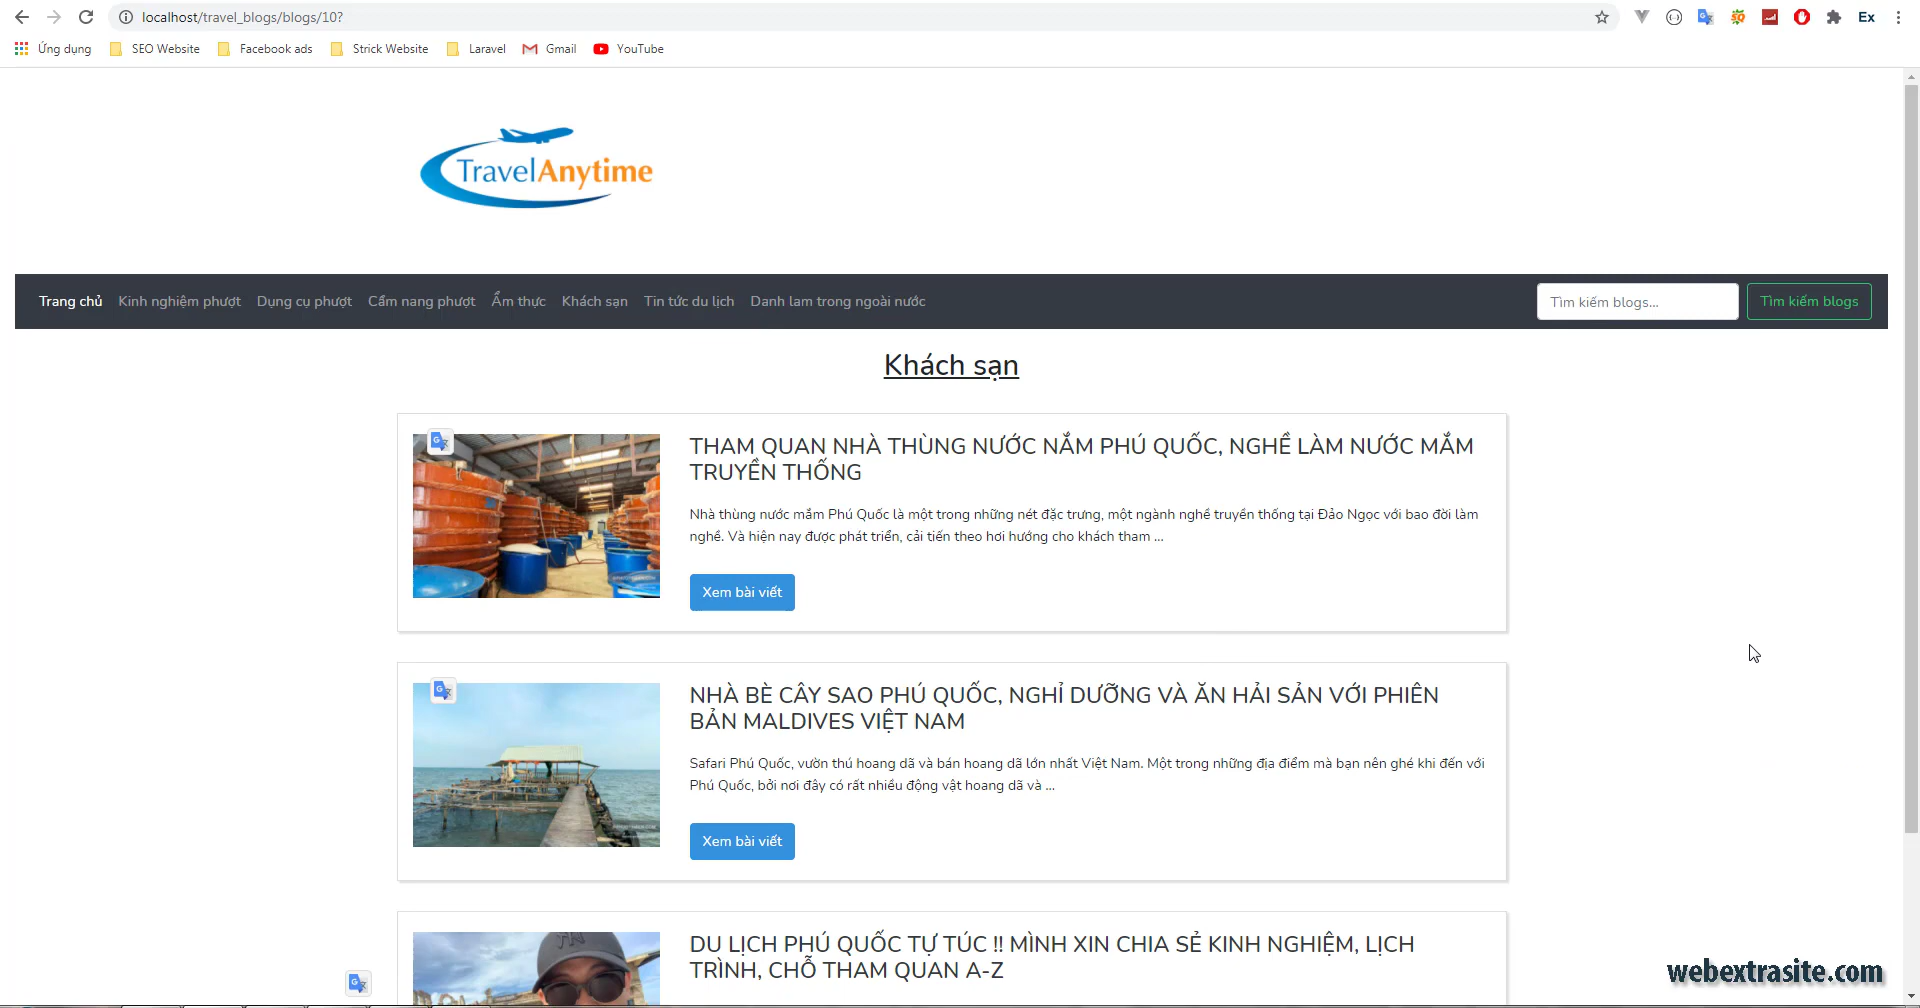 localhost/travel_blogs/blogs/10?
Ex
Ứng dụng SEO Website Facebook ads Strick Website Laravel Gmail YouTube
TravelAnytime
Trang chủ Kinh nghiệm phượt Dụng cụ phượt Cẩm nang phượt Ẩm thực Khách sạn Tin tức du lịch Danh lam trong ngoài nước Tìm kiếm blogs... Tìm kiếm blogs
Khách sạn
THAM QUAN NHÀ THÙNG NƯỚC NẮM PHÚ QUỐC, NGHỀ LÀM NƯỚC MẮM
TRUYỀN THỐNG
Nhà thùng nước mắm Phú Quốc là một trong những nét đặc trưng, một ngành nghề truyền thống tại Đảo Ngọc với bao đời làm
nghề. Và hiện nay được phát triển, cải tiến theo hơi hướng cho khách tham ...
Xem bài viết
NHÀ BÈ CÂY SAO PHÚ QUỐC, NGHỈ DƯỠNG VÀ ĂN HẢI SẢN VỚI PHIÊN
BẢN MALDIVES VIỆT NAM
Safari Phú Quốc, vườn thú hoang dã và bán hoang dã lớn nhất Việt Nam. Một trong những địa điểm mà bạn nên ghé khi đến với
Phú Quốc, bởi nơi đây có rất nhiều động vật hoang dã và ...
Xem bài viết
DU LỊCH PHÚ QUỐC TỰ TÚC !! MÌNH XIN CHIA SẺ KINH NGHIỆM, LỊCH
TRÌNH, CHỖ THAM QUAN A-Z
webextrasite.com